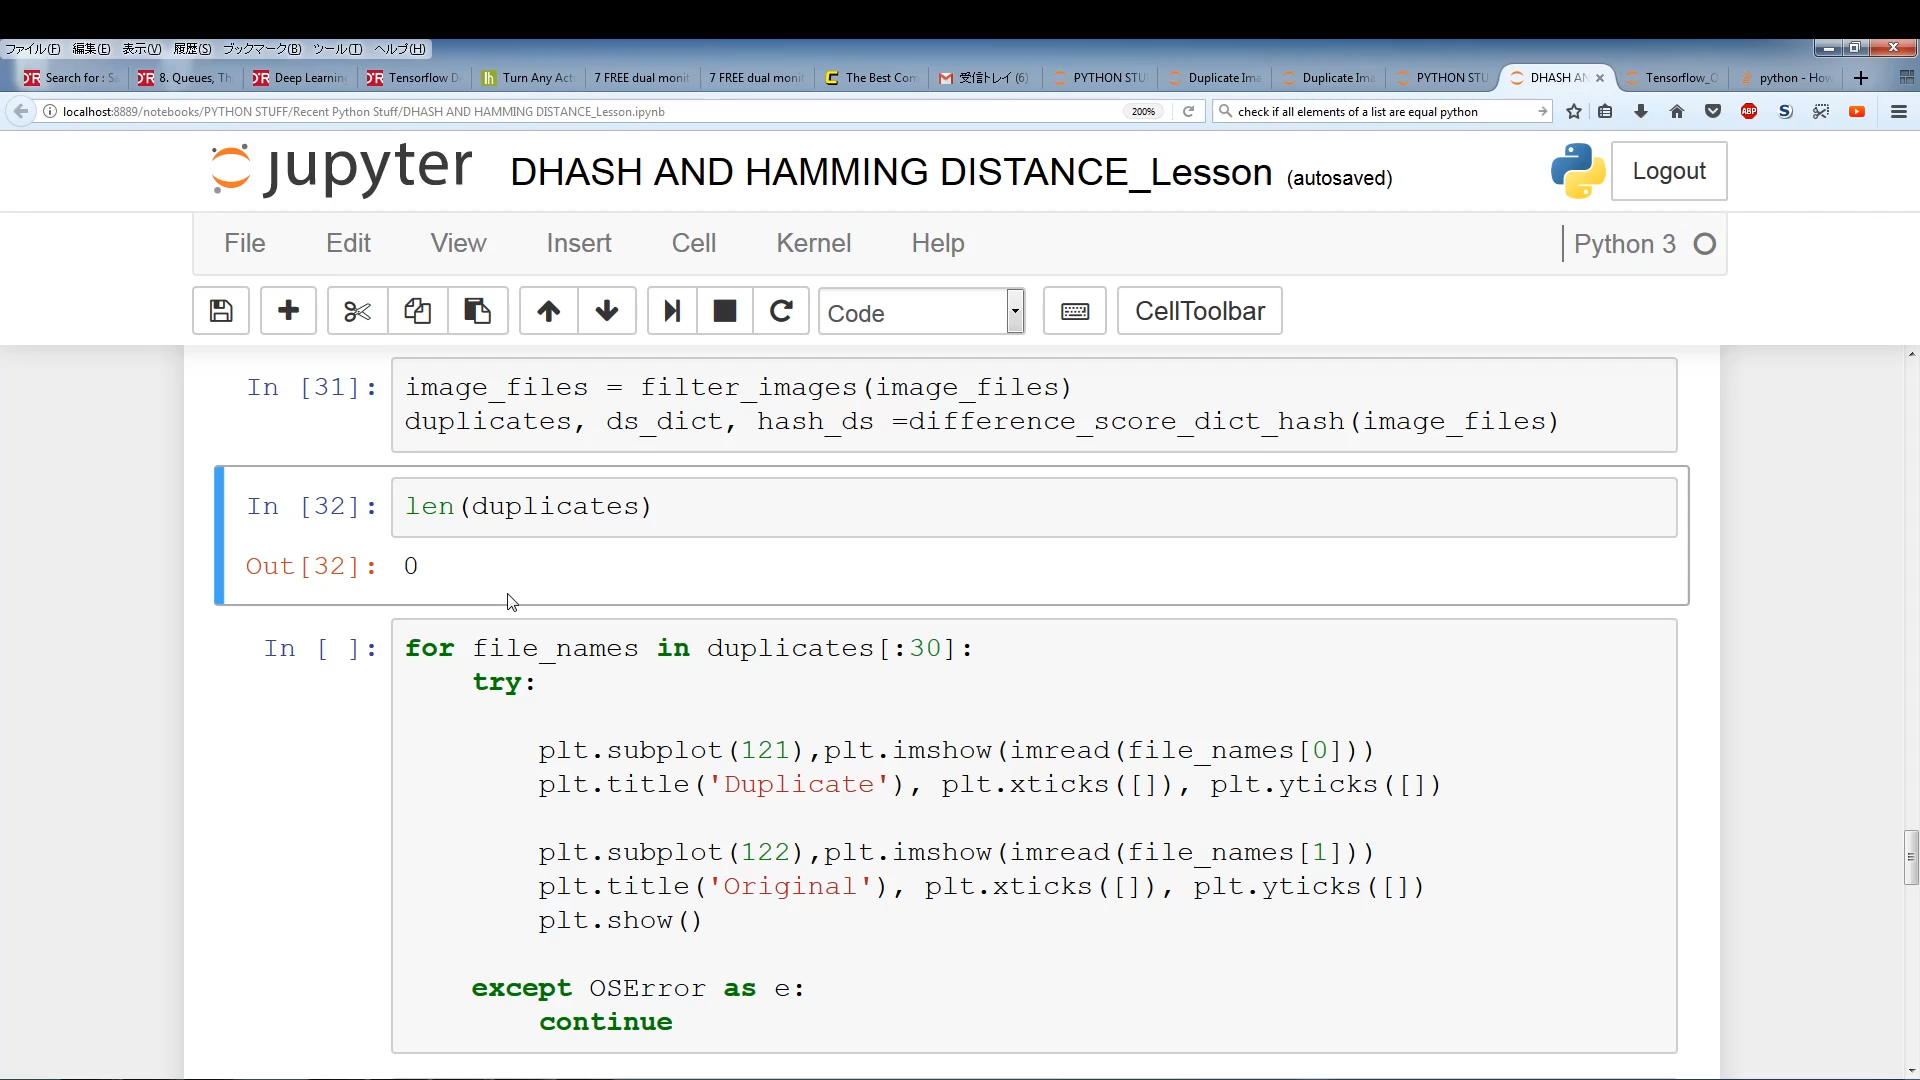 ファイル(F) 編集(E) 表示(V) 履歴(S) ブックマーク(B) ツール(T) ヘルプ(H)
Search for : Sa 8. Queues, Th Deep Learnin Tensorflow D Turn Any Act 7 FREE dual monit 7 FREE dual monit The Best Con 受信トレイ (6) PYTHON STU Duplicate Ima Duplicate Ima PYTHON STU DHASH AN Tensorflow_O python - How
localhost:8889/notebooks/PYTHON STUFF/Recent Python Stuff/DHASH AND HAMMING DISTANCE_Lesson.ipynb 200% check if all elements of a list are equal python ABP S
jupyter DHASH AND HAMMING DISTANCE_Lesson (autosaved) Logout
File Edit View Insert Cell Kernel Help Python 3
Code CellToolbar
In [31]: image_files = filter_images(image_files)
duplicates, ds_dict, hash_ds =difference_score_dict_hash(image_files)
In [32]: len(duplicates)
Out[32]: 0
In [ ]: for file_names in duplicates[:30]:
try:
plt.subplot(121),plt.imshow(imread(file_names[0]))
plt.title('Duplicate'), plt.xticks([]), plt.yticks([])
plt.subplot(122),plt.imshow(imread(file_names[1]))
plt.title('Original'), plt.xticks([]), plt.yticks([])
plt.show()
except OSError as e:
continue